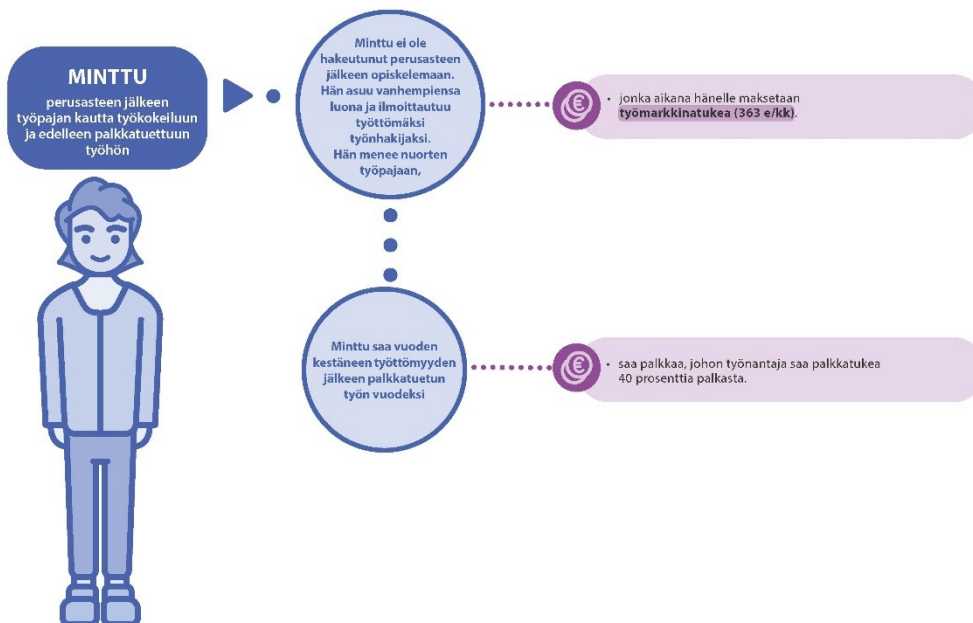 MINTTU
perusasteen jälkeen
työpajan kautta työkokeiluun
ja edelleen palkkatuettuun
työhön
Minttu ei ole
hakeutunut perusasteen
jälkeen opiskelemaan.
Hän asuu vanhempiensa
luona ja ilmoittautuu
työttömäksi
työnhakijaksi.
Hän menee nuorten
työpajaan,
• jonka aikana hänelle maksetaan
työmarkkinatukea (363 e/kk).
Minttu saa vuoden
kestäneen työttömyyden
jälkeen palkkatuetun
työn vuodeksi
• saa palkkaa, johon työnantaja saa palkkatukea
40 prosenttia palkasta.